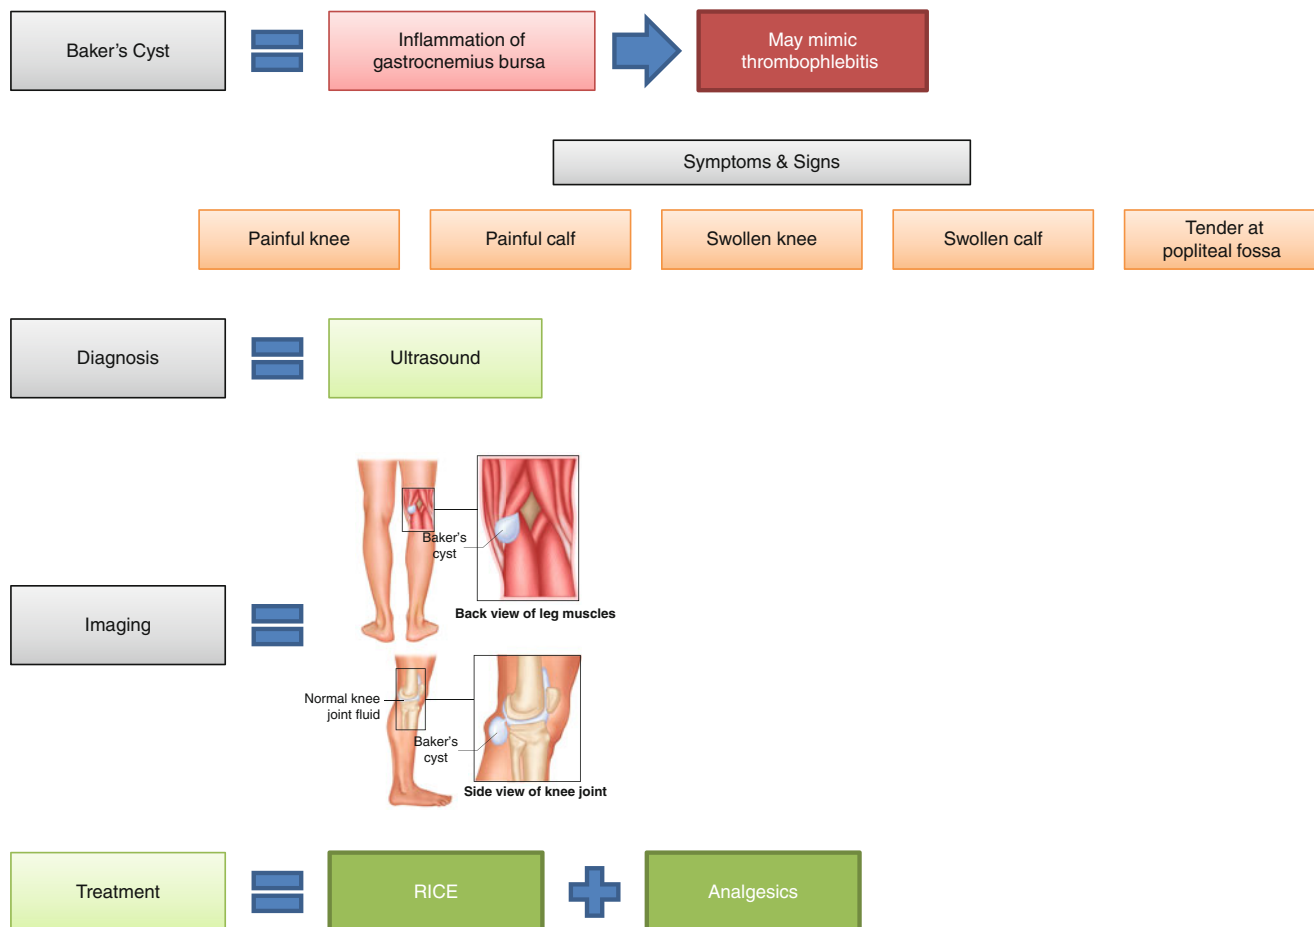 Baker’s Cyst
Inflammation of
gastrocnemius bursa
May mimic
thrombophlebitis
Symptoms & Signs
Painful knee
Painful calf
Swollen knee
Swollen calf
Tender at
popliteal fossa
Diagnosis
Ultrasound
Imaging
Baker’s
cyst
Back view of leg muscles
Normal knee
joint fluid
Baker’s
cyst
Side view of knee joint
Treatment
RICE
Analgesics